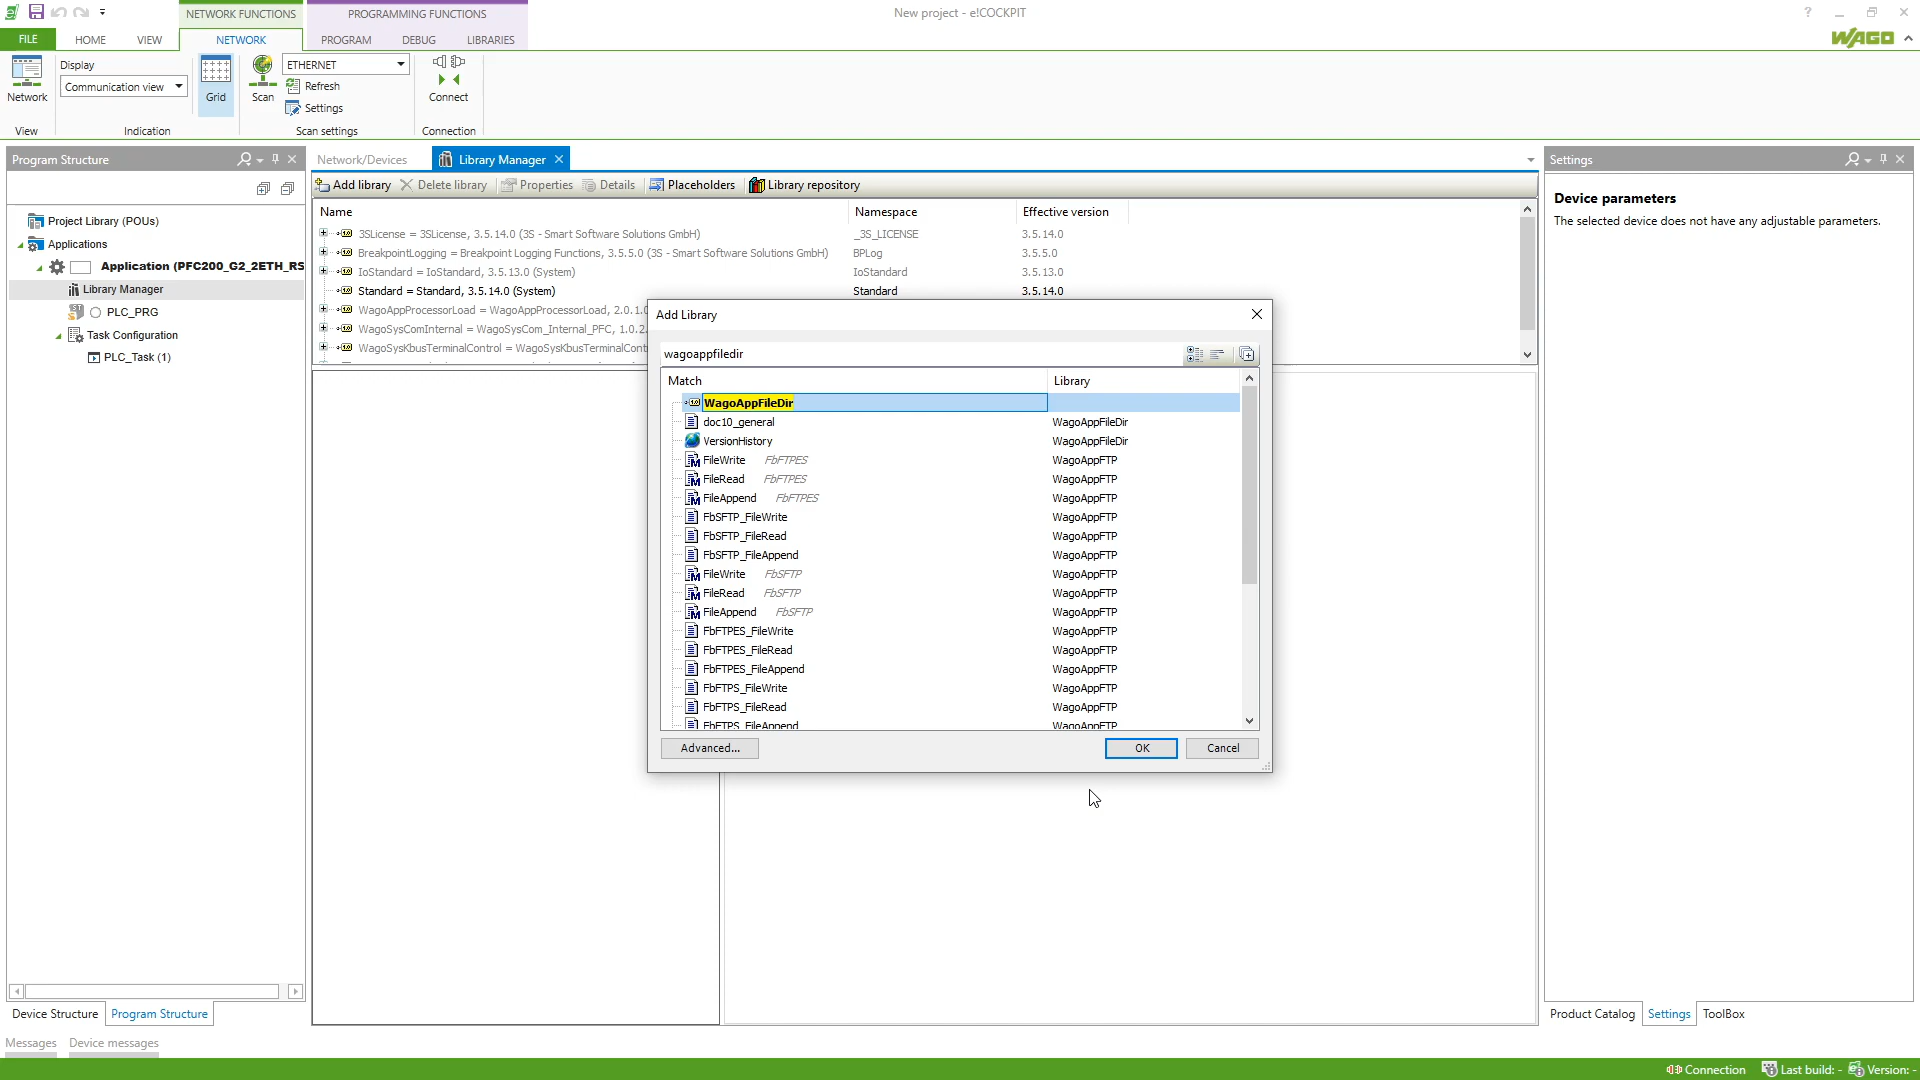 NETWORK FUNCTIONS
PROGRAMMING FUNCTIONS
New project - e!COCKPIT
?
FILE
HOME
VIEW
NETWORK
PROGRAM
DEBUG
LIBRARIES
WAGO
Network
Display
Communication view
Grid
Scan
ETHERNET
Refresh
Settings
Connect
View
Indication
Scan settings
Connection
Program Structure
Network/Devices
Library Manager
Settings
Add library
Delete library
Properties
Details
Placeholders
Library repository
Name
Namespace
Effective version
3SLicense = 3SLicense, 3.5.14.0 (3S - Smart Software Solutions GmbH)
_3S_LICENSE
3.5.14.0
BreakpointLogging = Breakpoint Logging Functions, 3.5.5.0 (3S - Smart Software Solutions GmbH)
BPLog
3.5.5.0
IoStandard = IoStandard, 3.5.13.0 (System)
IoStandard
3.5.13.0
Standard = Standard, 3.5.14.0 (System)
Standard
3.5.14.0
WagoAppProcessorLoad = WagoAppProcessorLoad, 2.0.1.0
WagoSysComInternal = WagoSysCom_Internal_PFC, 1.0.2.
WagoSysKbusTerminalControl = WagoSysKbusTerminalCont
Project Library (POUs)
Applications
Application (PFC200_G2_2ETH_RS
Library Manager
PLC_PRG
Task Configuration
PLC_Task (1)
Add Library
wagoappfiledir
Match
Library
WagoAppFileDir
doc10_general
WagoAppFileDir
VersionHistory
WagoAppFileDir
FileWrite FbFTPES
WagoAppFTP
FileRead FbFTPES
WagoAppFTP
FileAppend FbFTPES
WagoAppFTP
FbSFTP_FileWrite
WagoAppFTP
FbSFTP_FileRead
WagoAppFTP
FbSFTP_FileAppend
WagoAppFTP
FileWrite FbSFTP
WagoAppFTP
FileRead FbSFTP
WagoAppFTP
FileAppend FbSFTP
WagoAppFTP
FbFTPES_FileWrite
WagoAppFTP
FbFTPES_FileRead
WagoAppFTP
FbFTPES_FileAppend
WagoAppFTP
FbFTPS_FileWrite
WagoAppFTP
FbFTPS_FileRead
WagoAppFTP
FbFTPS_FileAppend
WagoAppFTP
Advanced...
OK
Cancel
Device parameters
The selected device does not have any adjustable parameters.
Device Structure
Program Structure
Product Catalog
Settings
ToolBox
Messages
Device messages
Connection
Last build: -
Version: -